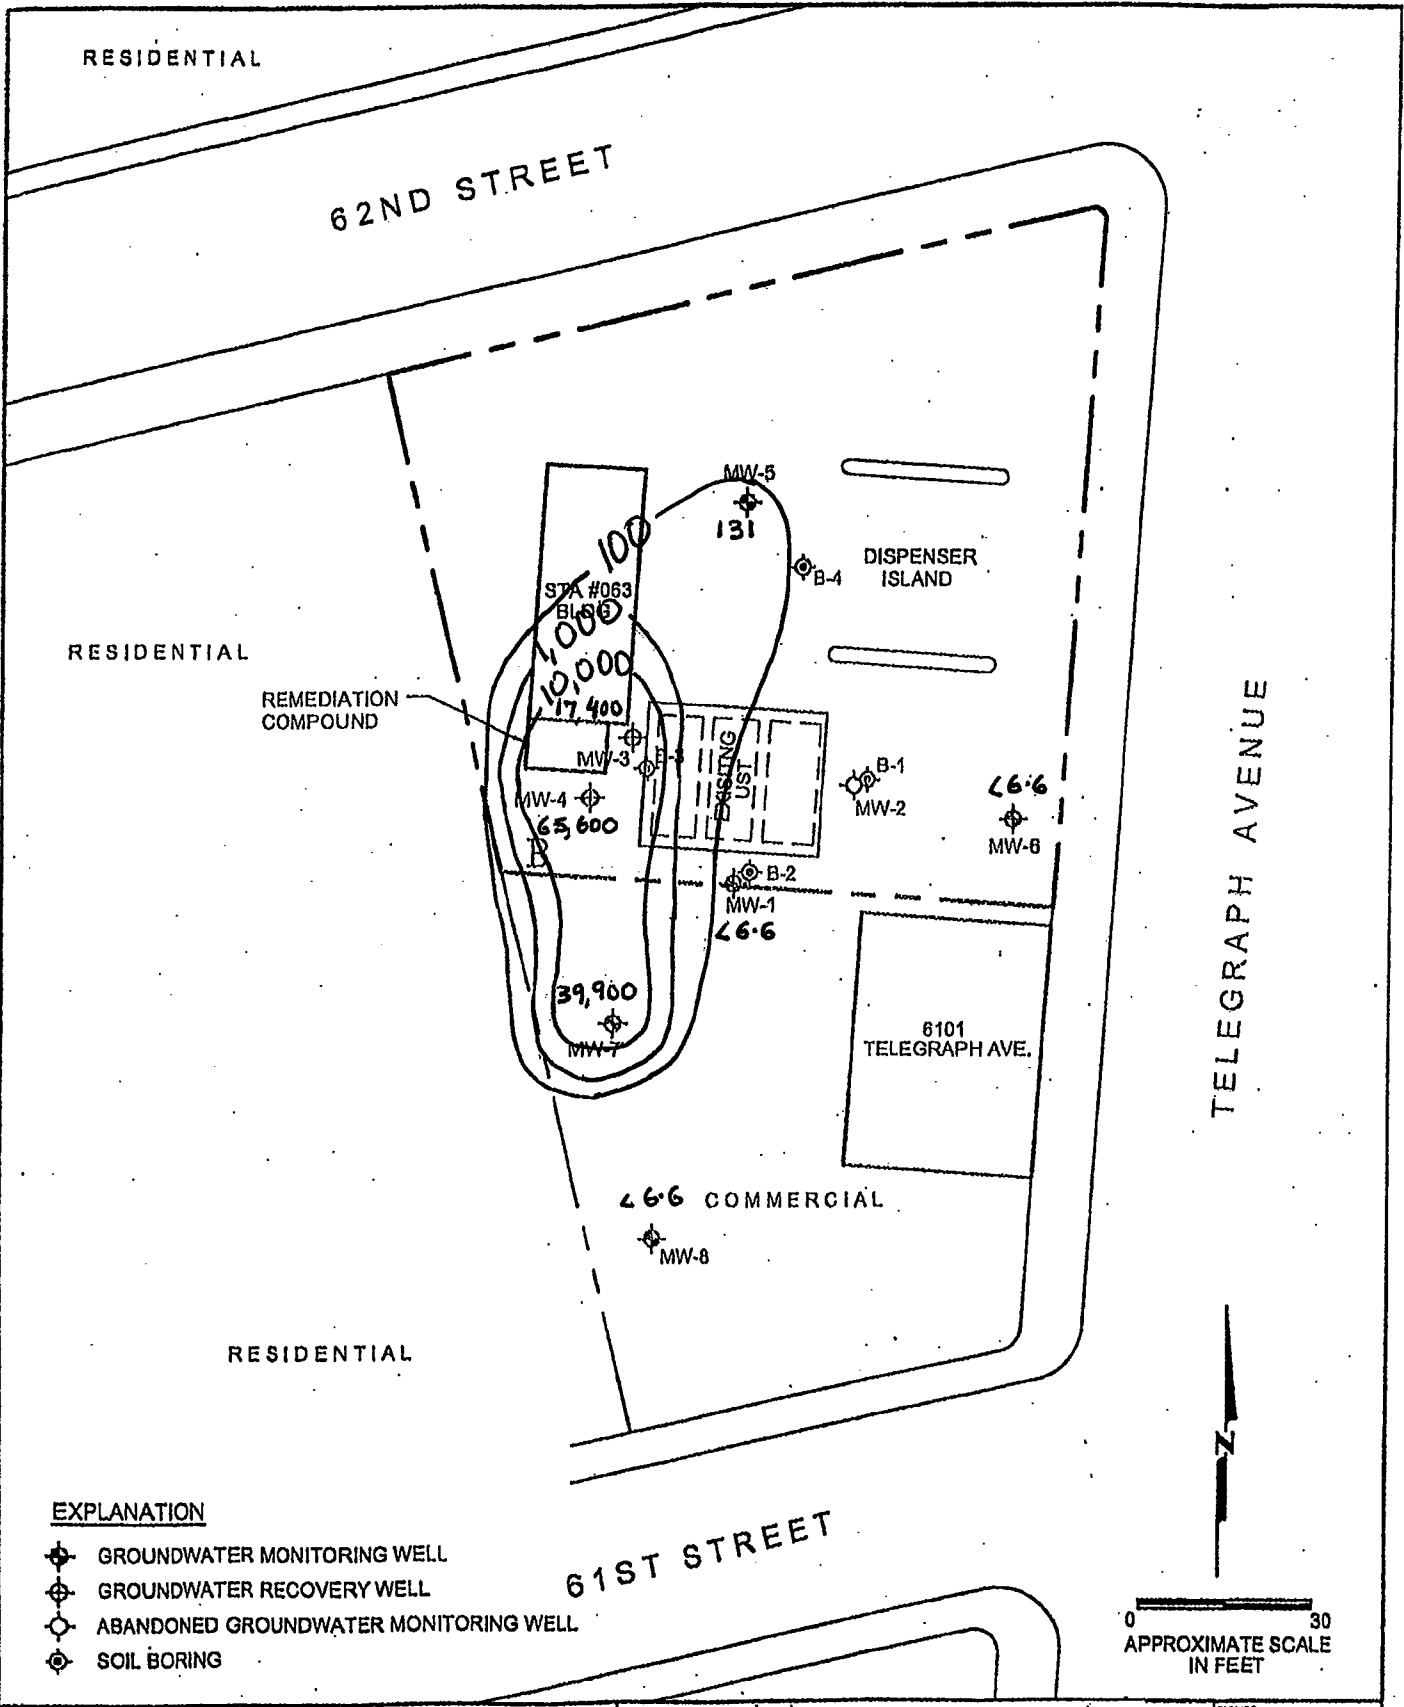 RESIDENTIAL
62ND STREET
MW-5
131
100
DISPENSER
ISLAND
B-4
STA #063
BLDG
1,000
10,000
RESIDENTIAL
REMEDIATION
COMPOUND
17,400
MW-3
B-3
EXISTING
UST
B-1
MW-2
MW-4
65,600
<6.6
MW-6
B-2
MW-1
<6.6
39,900
MW-7
6101
TELEGRAPH AVE.
TELEGRAPH AVENUE
<6.6
COMMERCIAL
MW-8
RESIDENTIAL
N
EXPLANATION
GROUNDWATER MONITORING WELL
GROUNDWATER RECOVERY WELL
ABANDONED GROUNDWATER MONITORING WELL
SOIL BORING
61ST STREET
0 30
APPROXIMATE SCALE
IN FEET